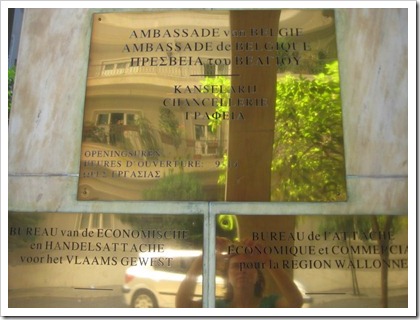 AMBASSADE van BELGIE
AMBASSADE de BELGIQUE
ΠΡΕΣΒΕΙΑ του ΒΕΛΓΙΟΥ
KANSELARIJ
CHANCELLERIE
ΓΡΑΦΕΙΑ
OPENINGSUREN
HEURES D'OUVERTURE
ΩΡΕΣ ΕΡΓΑΣΙΑΣ
BUREAU van de ECONOMISCHE
en HANDELSATTACHE
voor het VLAAMS GEWEST
BUREAU de l'ATTACHE
ECONOMIQUE et COMMERCIA
pour la REGION WALLONNE